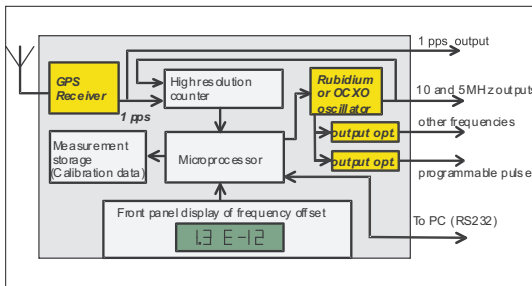 1 pps output
GPS
Receiver
1 pps
High resolution
counter
Rubidium
or OCXO
oscillator
10 and 5MHz outputs
output opt.
other frequencies
output opt.
programmable pulse
Measurement
storage
(Calibration data)
Microprocessor
To PC (RS232)
Front panel display of frequency offset
1.3 E-12